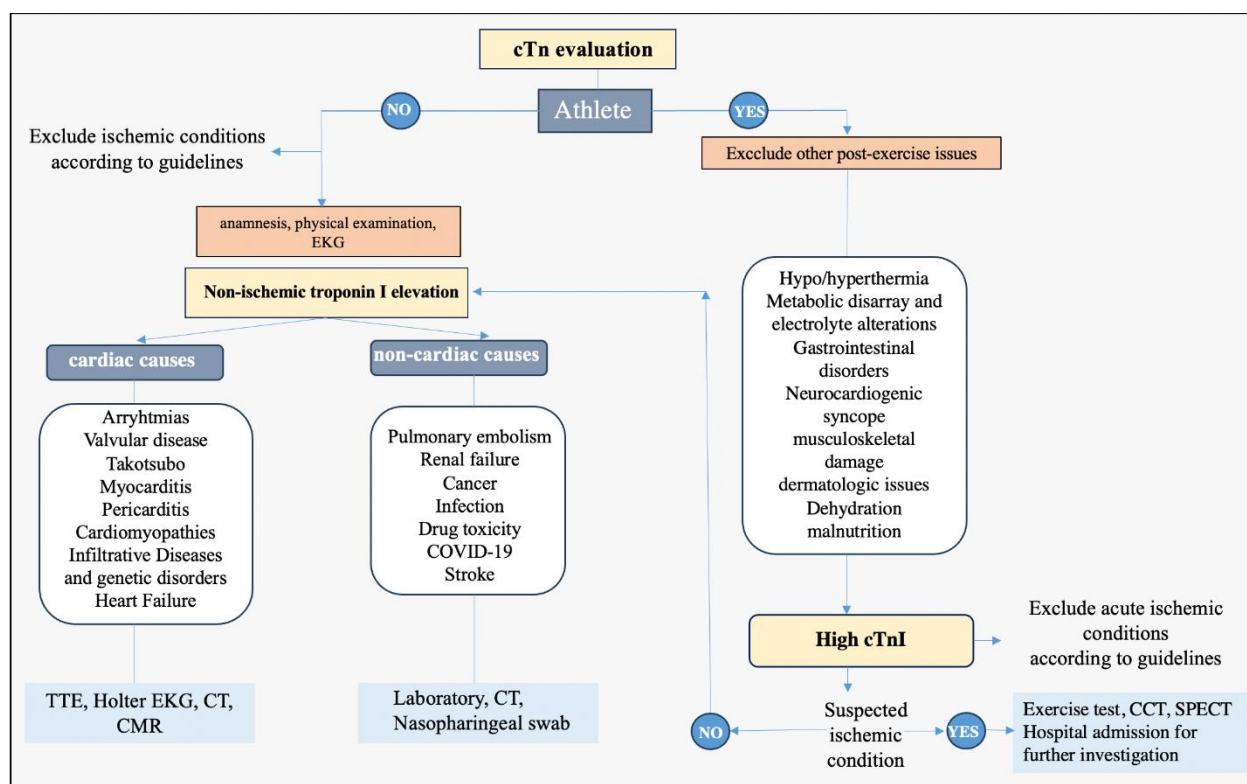 cTn evaluation
Athlete
NO
YES
Exclude ischemic conditions
according to guidelines
Excclude other post-exercise issues
anamnesis, physical examination,
EKG
Non-ischemic troponin I elevation
cardiac causes
non-cardiac causes
Arryhtmias
Valvular disease
Takotsubo
Myocarditis
Pericarditis
Cardiomyopathies
Infiltrative Diseases
and genetic disorders
Heart Failure
Pulmonary embolism
Renal failure
Cancer
Infection
Drug toxicity
COVID-19
Stroke
Hypo/hyperthermia
Metabolic disarray and
electrolyte alterations
Gastrointestinal
disorders
Neurocardiogenic
syncope
musculoskeletal
damage
dermatologic issues
Dehydration
malnutrition
High cTnI
Exclude acute ischemic
conditions
according to guidelines
TTE, Holter EKG, CT,
CMR
Laboratory, CT,
Nasopharingeal swab
NO
Suspected
ischemic
condition
YES
Exercise test, CCT, SPECT
Hospital admission for
further investigation